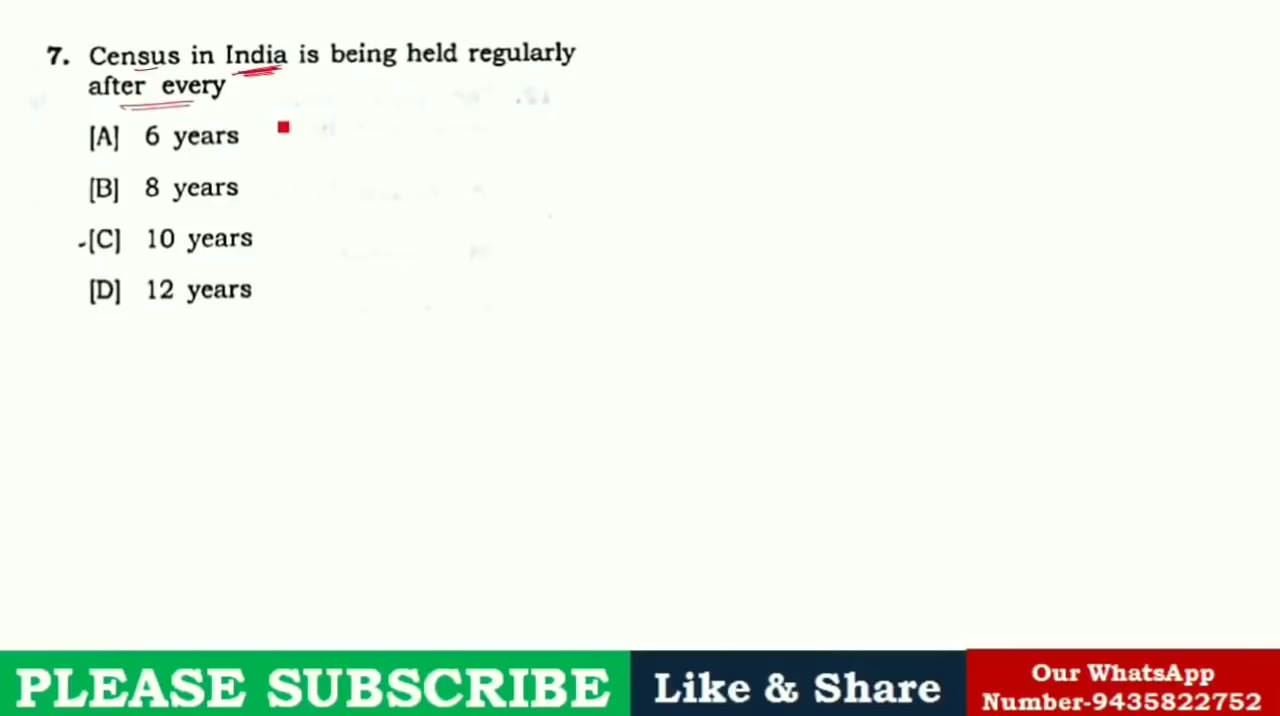 7. Census in India is being held regularly
after every
[A] 6 years
[B] 8 years
[C] 10 years
[D] 12 years
PLEASE SUBSCRIBE
Like & Share
Our WhatsApp
Number-9435822752